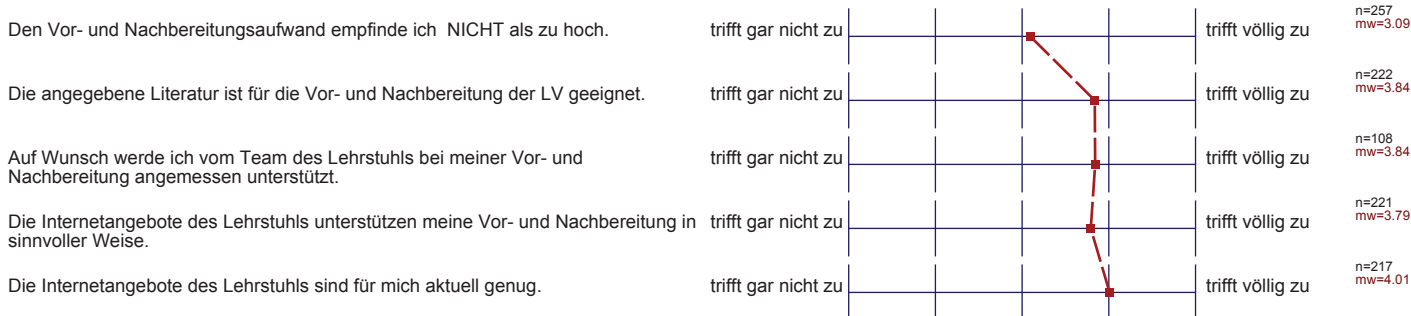 Den Vor- und Nachbereitungsaufwand empfinde ich  NICHT als zu hoch. trifft gar nicht zu trifft völlig zu n=257
mw=3.09
Die angegebene Literatur ist für die Vor- und Nachbereitung der LV geeignet. trifft gar nicht zu trifft völlig zu n=222
mw=3.84
Auf Wunsch werde ich vom Team des Lehrstuhls bei meiner Vor- und trifft gar nicht zu trifft völlig zu n=108
Nachbereitung angemessen unterstützt. mw=3.84
Die Internetangebote des Lehrstuhls unterstützen meine Vor- und Nachbereitung in trifft gar nicht zu trifft völlig zu n=221
sinnvoller Weise. mw=3.79
Die Internetangebote des Lehrstuhls sind für mich aktuell genug. trifft gar nicht zu trifft völlig zu n=217
mw=4.01